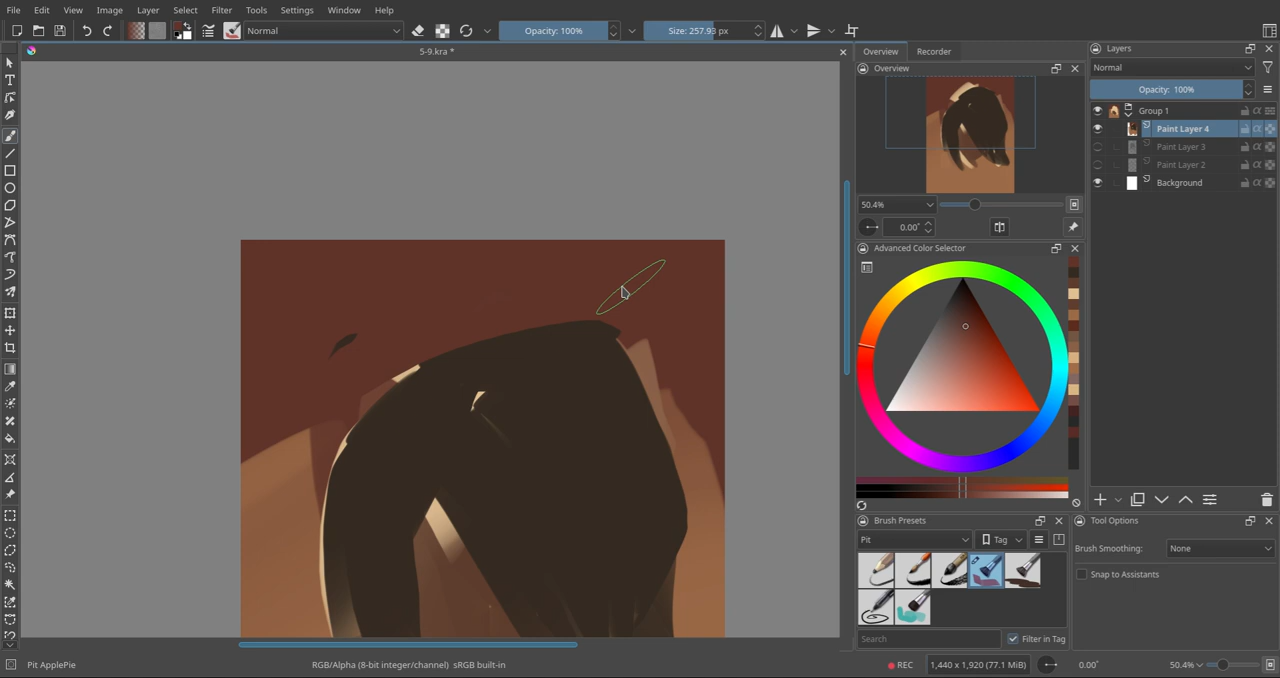 File Edit View Image Layer Select Filter Tools Settings Window Help
Normal Opacity: 100% Size: 257.93 px
5-9.kra *
Overview Recorder
Overview
50.4%
0.00°
Advanced Color Selector
Brush Presets
Pit Tag
Search Filter in Tag
Layers
Normal
Opacity: 100%
Group 1
Paint Layer 4
Paint Layer 3
Paint Layer 2
Background
Tool Options
Brush Smoothing: None
Snap to Assistants
Pit ApplePie RGB/Alpha (8-bit integer/channel) sRGB built-in REC 1,440 x 1,920 (77.1 MiB) 0.00° 50.4%